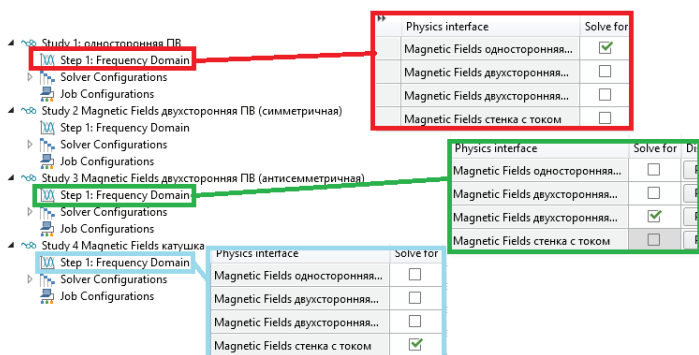 Study 1: односторонняя ПВ
Step 1: Frequency Domain
Solver Configurations
Job Configurations
Study 2 Magnetic Fields двухсторонняя ПВ (симметричная)
Step 1: Frequency Domain
Solver Configurations
Job Configurations
Study 3 Magnetic Fields двухсторонняя ПВ (антисемметричная)
Step 1: Frequency Domain
Solver Configurations
Job Configurations
Study 4 Magnetic Fields катушка
Step 1: Frequency Domain
Solver Configurations
Job Configurations
Physics interface Solve for
Magnetic Fields односторонняя...
Magnetic Fields двухсторонняя...
Magnetic Fields двухсторонняя...
Magnetic Fields стенка с током
Physics interface Solve for Di
Magnetic Fields односторонняя...
Magnetic Fields двухсторонняя...
Magnetic Fields двухсторонняя...
Magnetic Fields стенка с током
Physics interface Solve for
Magnetic Fields односторонняя...
Magnetic Fields двухсторонняя...
Magnetic Fields двухсторонняя...
Magnetic Fields стенка с током